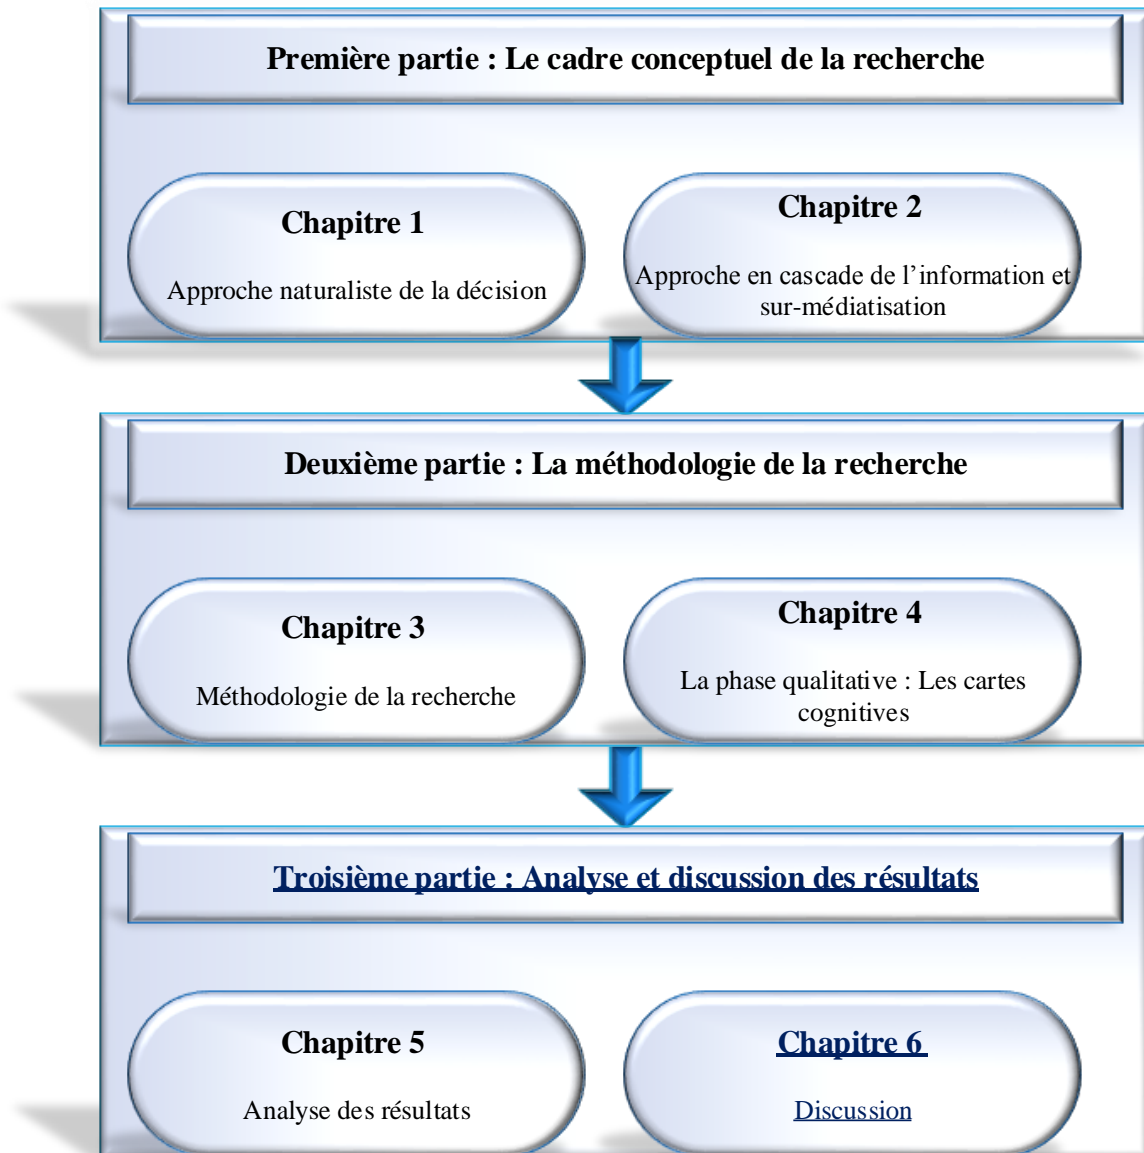 Première partie : Le cadre conceptuel de la recherche
Chapitre 1
Approche naturaliste de la décision
Chapitre 2
Approche en cascade de l’information et
sur-médiatisation
Deuxième partie : La méthodologie de la recherche
Chapitre 3
Méthodologie de la recherche
Chapitre 4
La phase qualitative : Les cartes
cognitives
Troisième partie : Analyse et discussion des résultats
Chapitre 5
Analyse des résultats
Chapitre 6
Discussion